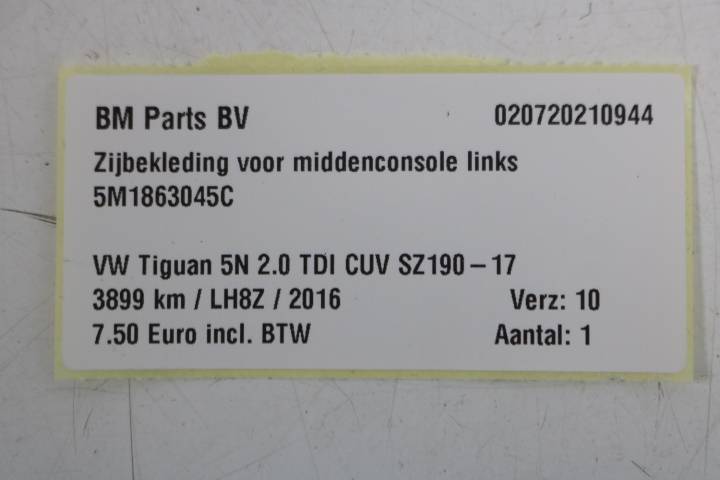 BM Parts BV 020720210944
Zijbekleding voor middenconsole links
5M1863045C
VW Tiguan 5N 2.0 TDI CUV SZ190-17
3899 km / LH8Z / 2016 Verz: 10
7.50 Euro incl. BTW Aantal: 1